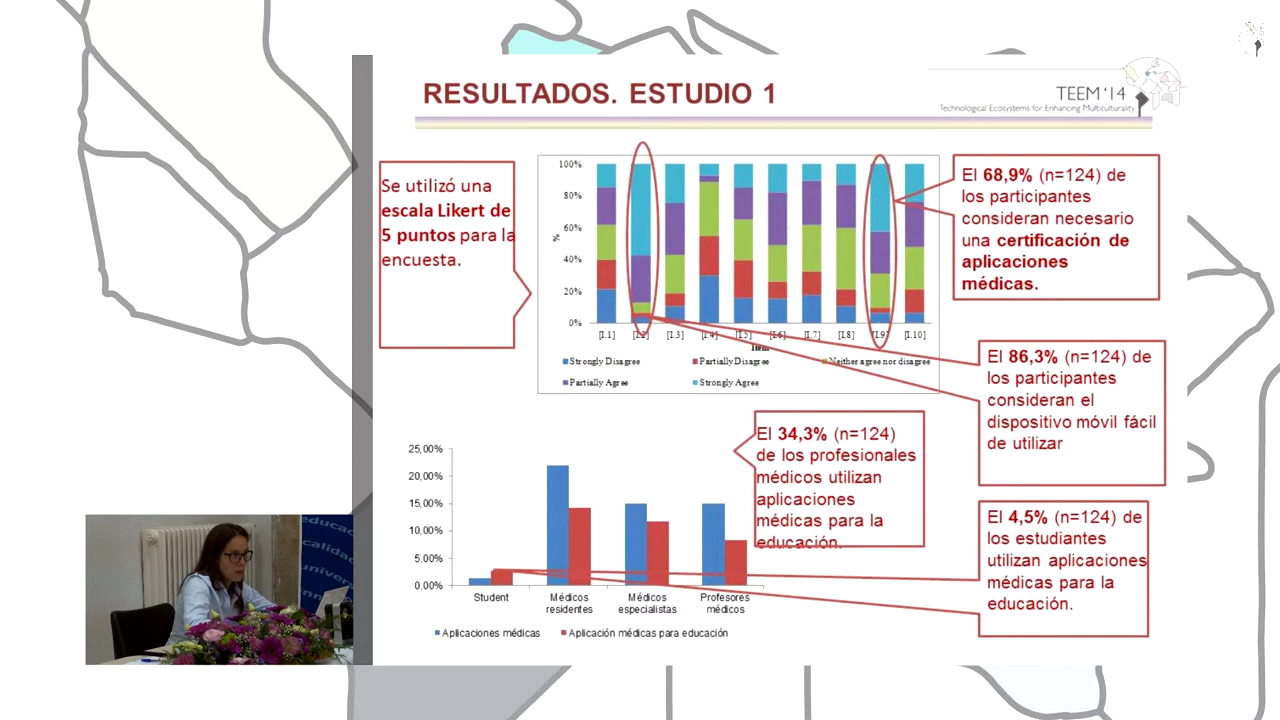 RESULTADOS. ESTUDIO 1
TEEM '14
Technological Ecosystems for Enhancing Multiculturality
Se utilizó una
escala Likert de
5 puntos para la
encuesta.
100%
80%
60%
40%
20%
0%
%
[I.1] [I.2] [I.3] [I.4] [I.5] [I.6] [I.7] [I.8] [I.9] [I.10]
Item
Strongly Disagree Partially Disagree Neither agree nor disagree
Partially Agree Strongly Agree
El 68,9% (n=124) de
los participantes
consideran necesario
una certificación de
aplicaciones
médicas.
El 86,3% (n=124) de
los participantes
consideran el
dispositivo móvil fácil
de utilizar
El 34,3% (n=124)
de los profesionales
médicos utilizan
aplicaciones
médicas para la
educación.
El 4,5% (n=124) de
los estudiantes
utilizan aplicaciones
médicas para la
educación.
25,00%
20,00%
15,00%
10,00%
5,00%
0,00%
Student Médicos residentes Médicos especialistas Profesores médicos
Aplicaciones médicas Aplicación médicas para educación
educac
calidad
univer